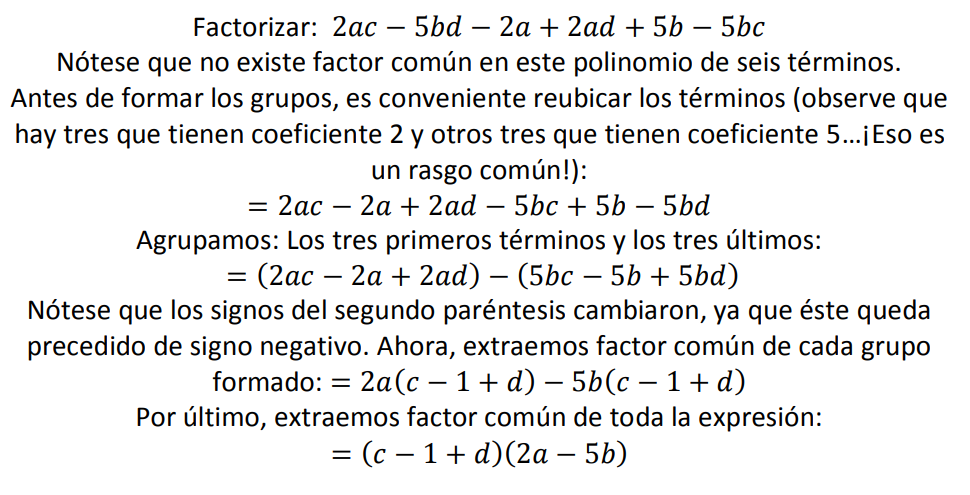 Factorizar: 2ac − 5bd − 2a + 2ad + 5b − 5bc
Nótese que no existe factor común en este polinomio de seis términos.
Antes de formar los grupos, es conveniente reubicar los términos (observe que
hay tres que tienen coeficiente 2 y otros tres que tienen coeficiente 5…¡Eso es
un rasgo común!):
= 2ac − 2a + 2ad − 5bc + 5b − 5bd
Agrupamos: Los tres primeros términos y los tres últimos:
= (2ac − 2a + 2ad) − (5bc − 5b + 5bd)
Nótese que los signos del segundo paréntesis cambiaron, ya que éste queda
precedido de signo negativo. Ahora, extraemos factor común de cada grupo
formado: = 2a(c − 1 + d) − 5b(c − 1 + d)
Por último, extraemos factor común de toda la expresión:
= (c − 1 + d)(2a − 5b)